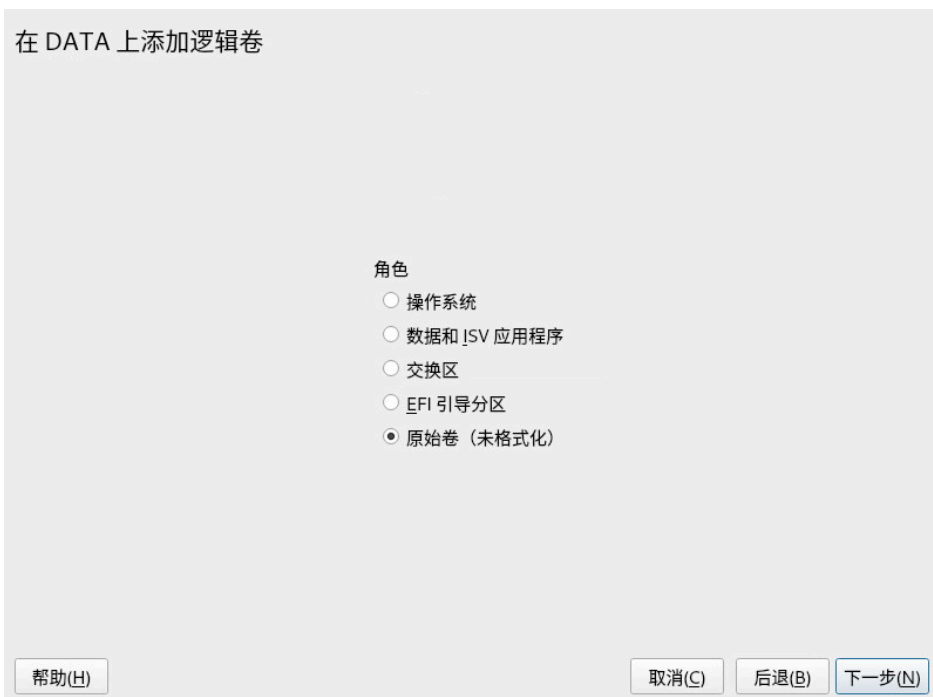 在 DATA 上添加逻辑卷
角色
操作系统
数据和 ISV 应用程序
交换区
EFI 引导分区
原始卷（未格式化）
帮助(H)
取消(C)
后退(B)
下一步(N)